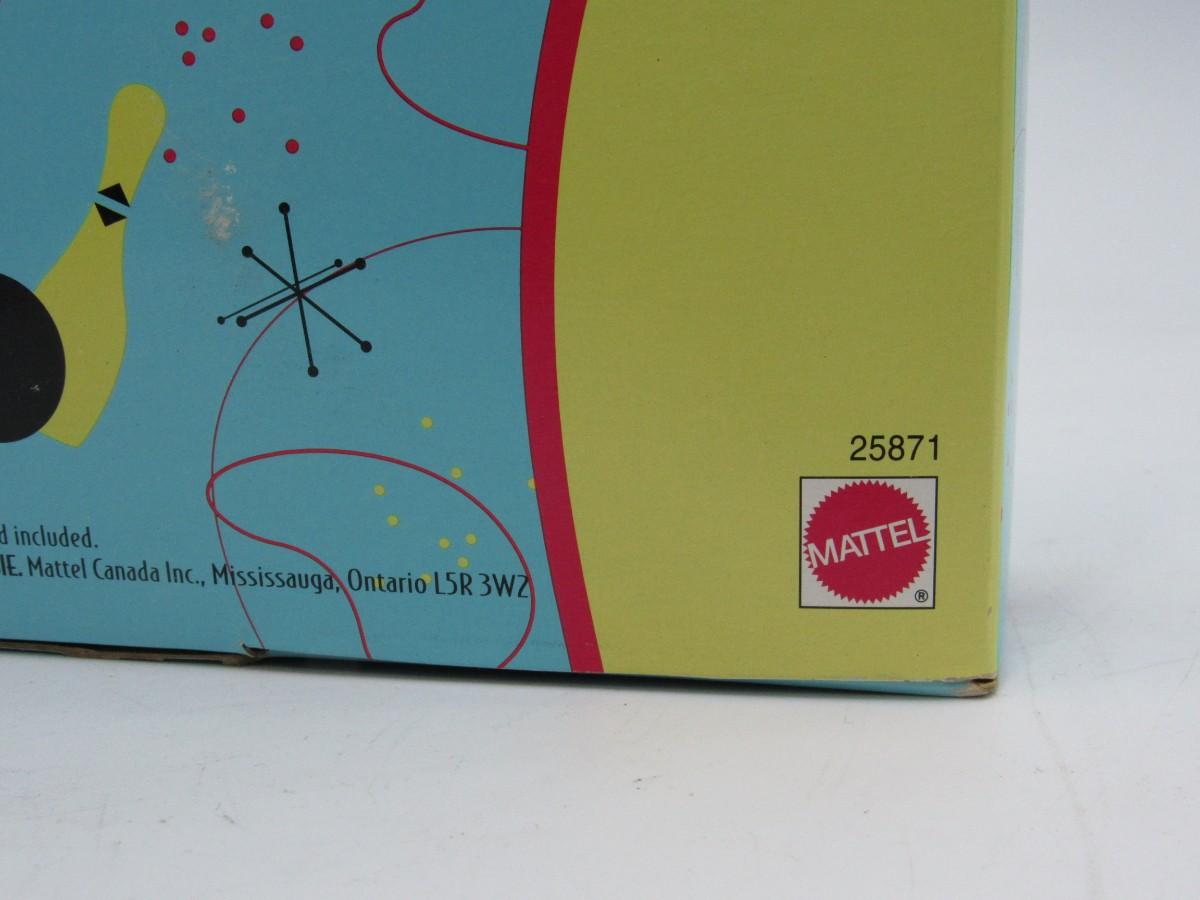 25871
MATTEL
®
d included.
IE. Mattel Canada Inc., Mississauga, Ontario L5R 3W2